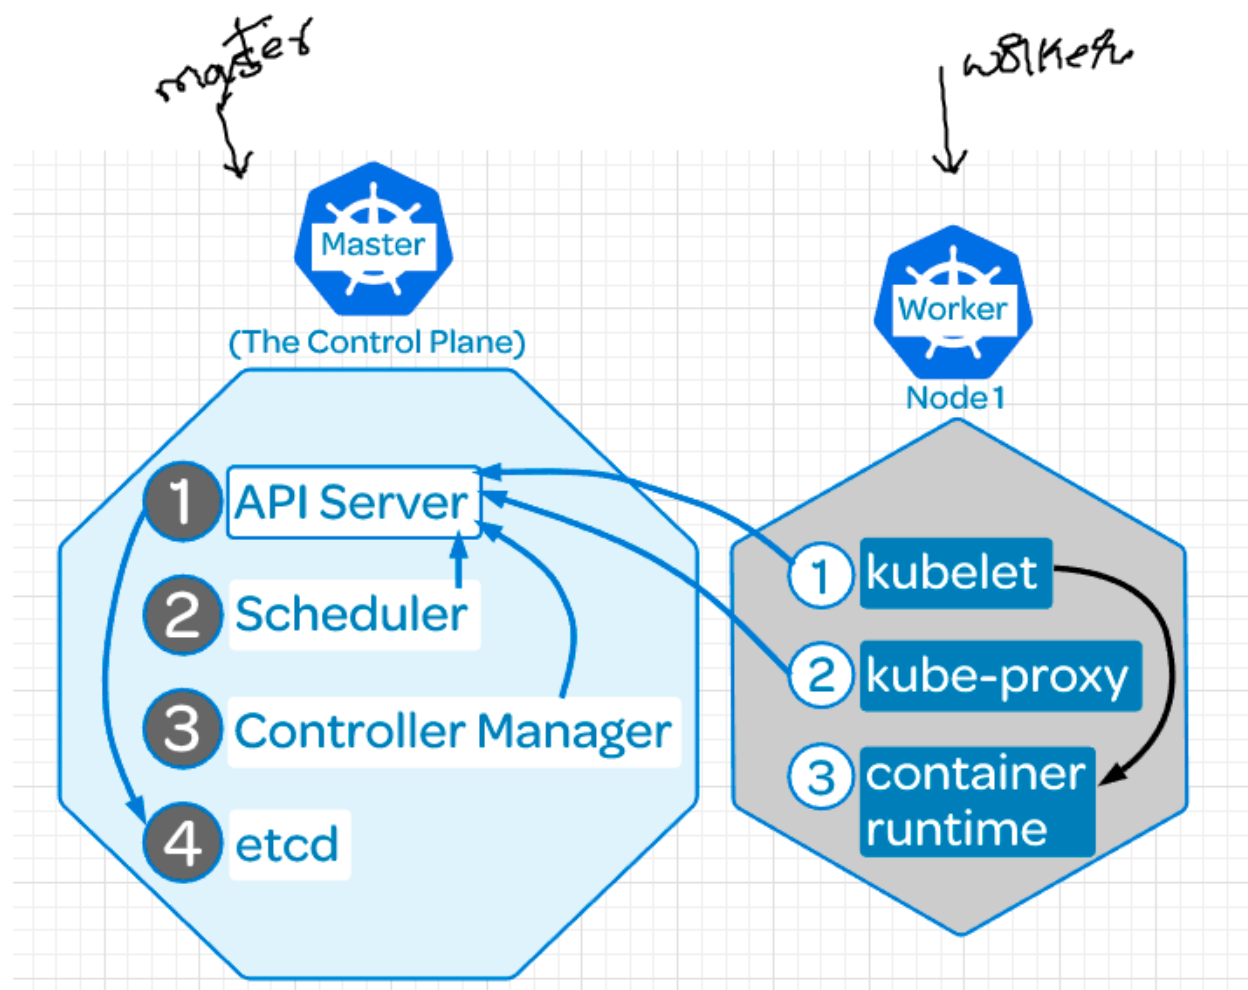 master
worker
Master
(The Control Plane)
Worker
Node 1
1 API Server
2 Scheduler
3 Controller Manager
4 etcd
1 kubelet
2 kube-proxy
3 container
runtime